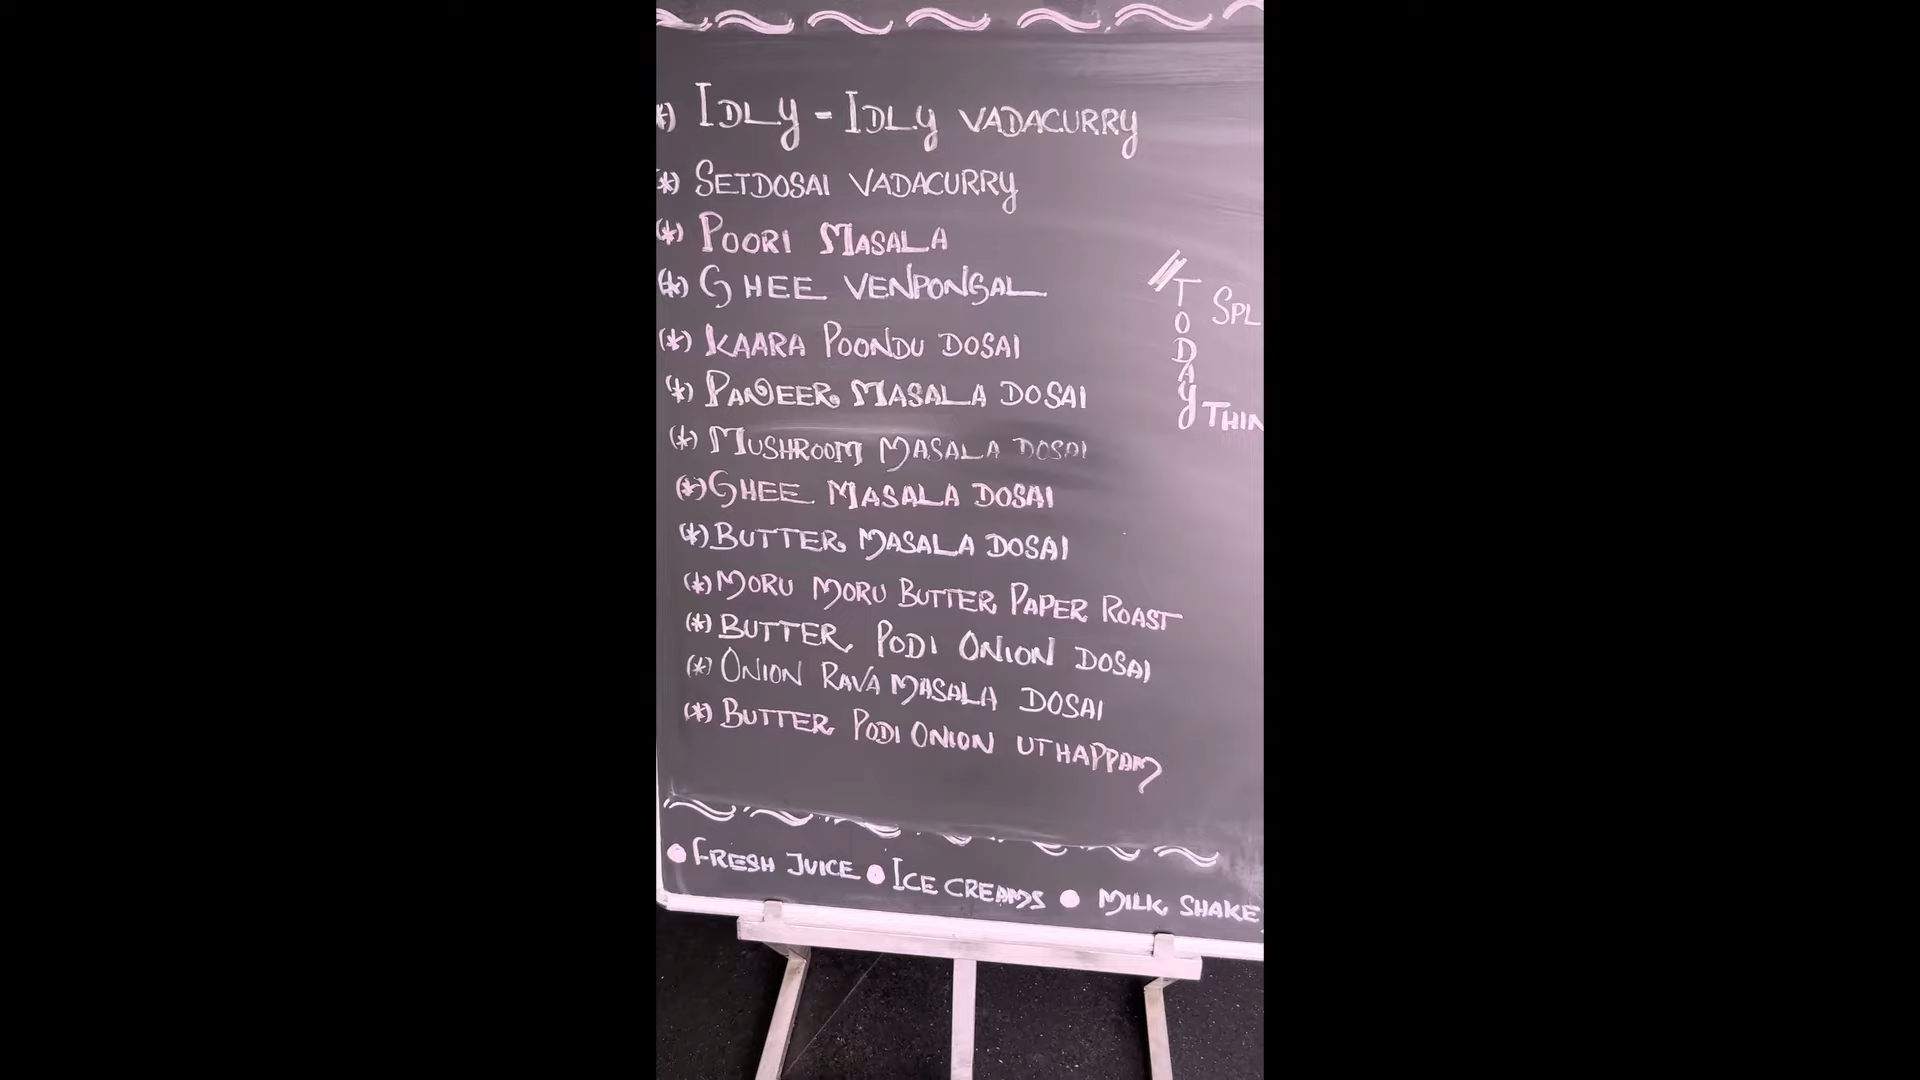 (*) IDLY - IDLY VADACURRY
(*) SETDOSAI VADACURRY
(*) POORI MASALA
(*) GHEE VENPONGAL
(*) KAARA POONDU DOSAI
(*) PANEER MASALA DOSAI
(*) MUSHROOM MASALA DOSAI
(*) GHEE MASALA DOSAI
(*) BUTTER MASALA DOSAI
(*) MORU MORU BUTTER PAPER ROAST
(*) BUTTER PODI ONION DOSAI
(*) ONION RAVA MASALA DOSAI
(*) BUTTER PODI ONION UTHAPPAM
TODAY
SPL
● FRESH JUICE ● ICE CREAMS ● MILK SHAKE